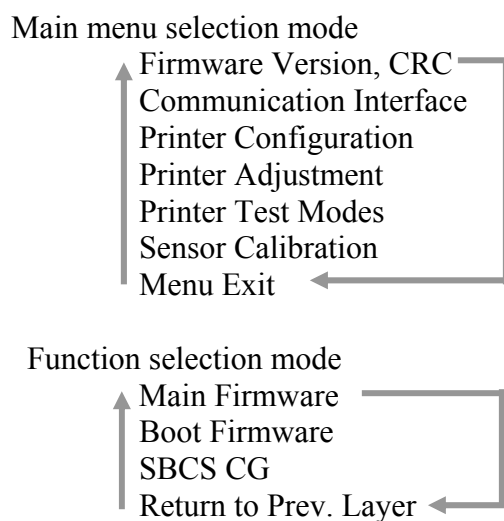 Main menu selection mode
Firmware Version, CRC
Communication Interface
Printer Configuration
Printer Adjustment
Printer Test Modes
Sensor Calibration
Menu Exit
Function selection mode
Main Firmware
Boot Firmware
SBCS CG
Return to Prev. Layer